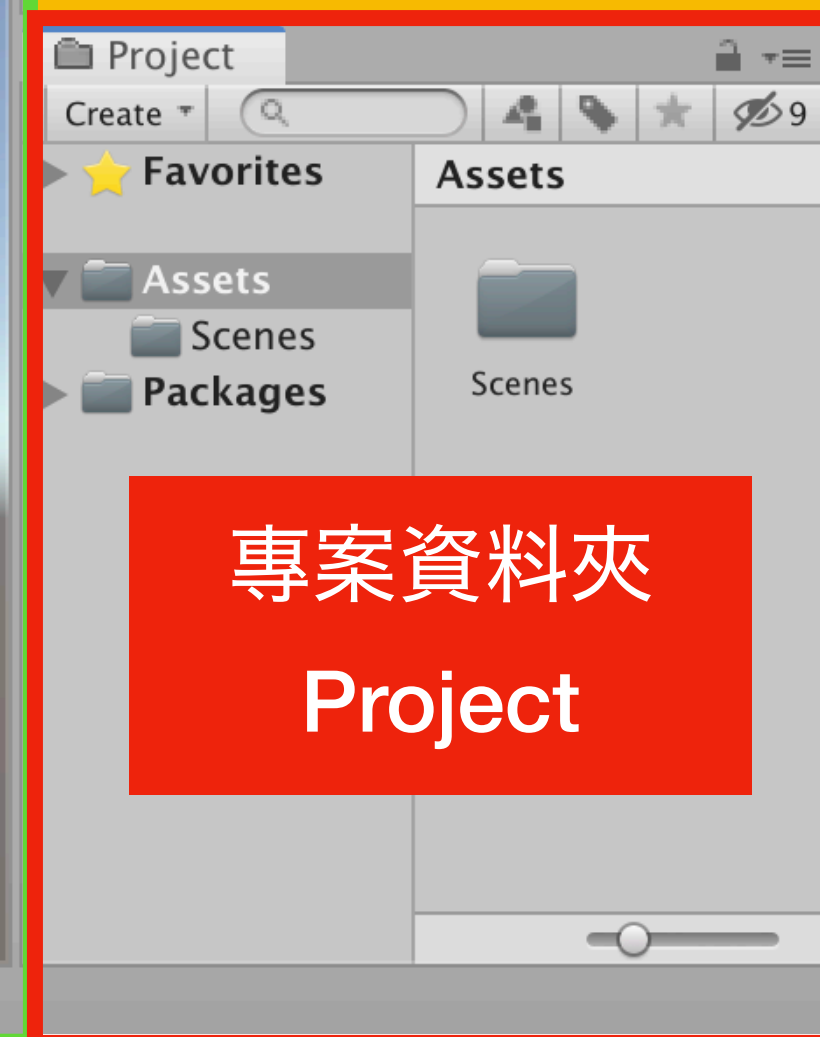 Project
Create 9
Favorites
Assets
Assets
Scenes
Packages
Scenes
專案資料夾
Project